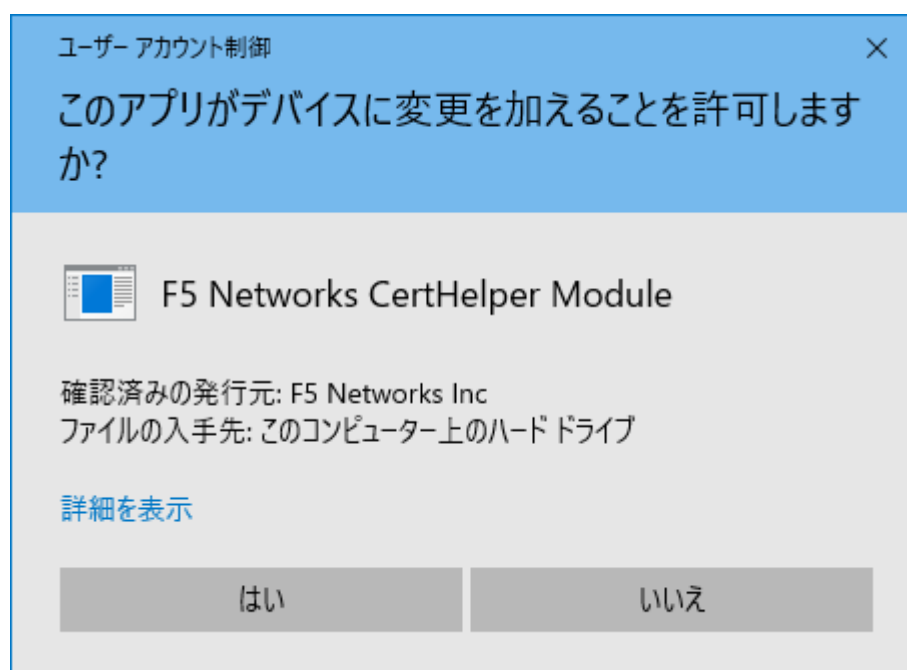 ユーザー アカウント制御
このアプリがデバイスに変更を加えることを許可します
か?
F5 Networks CertHelper Module
確認済みの発行元: F5 Networks Inc
ファイルの入手先: このコンピューター上のハード ドライブ
詳細を表示
はい
いいえ